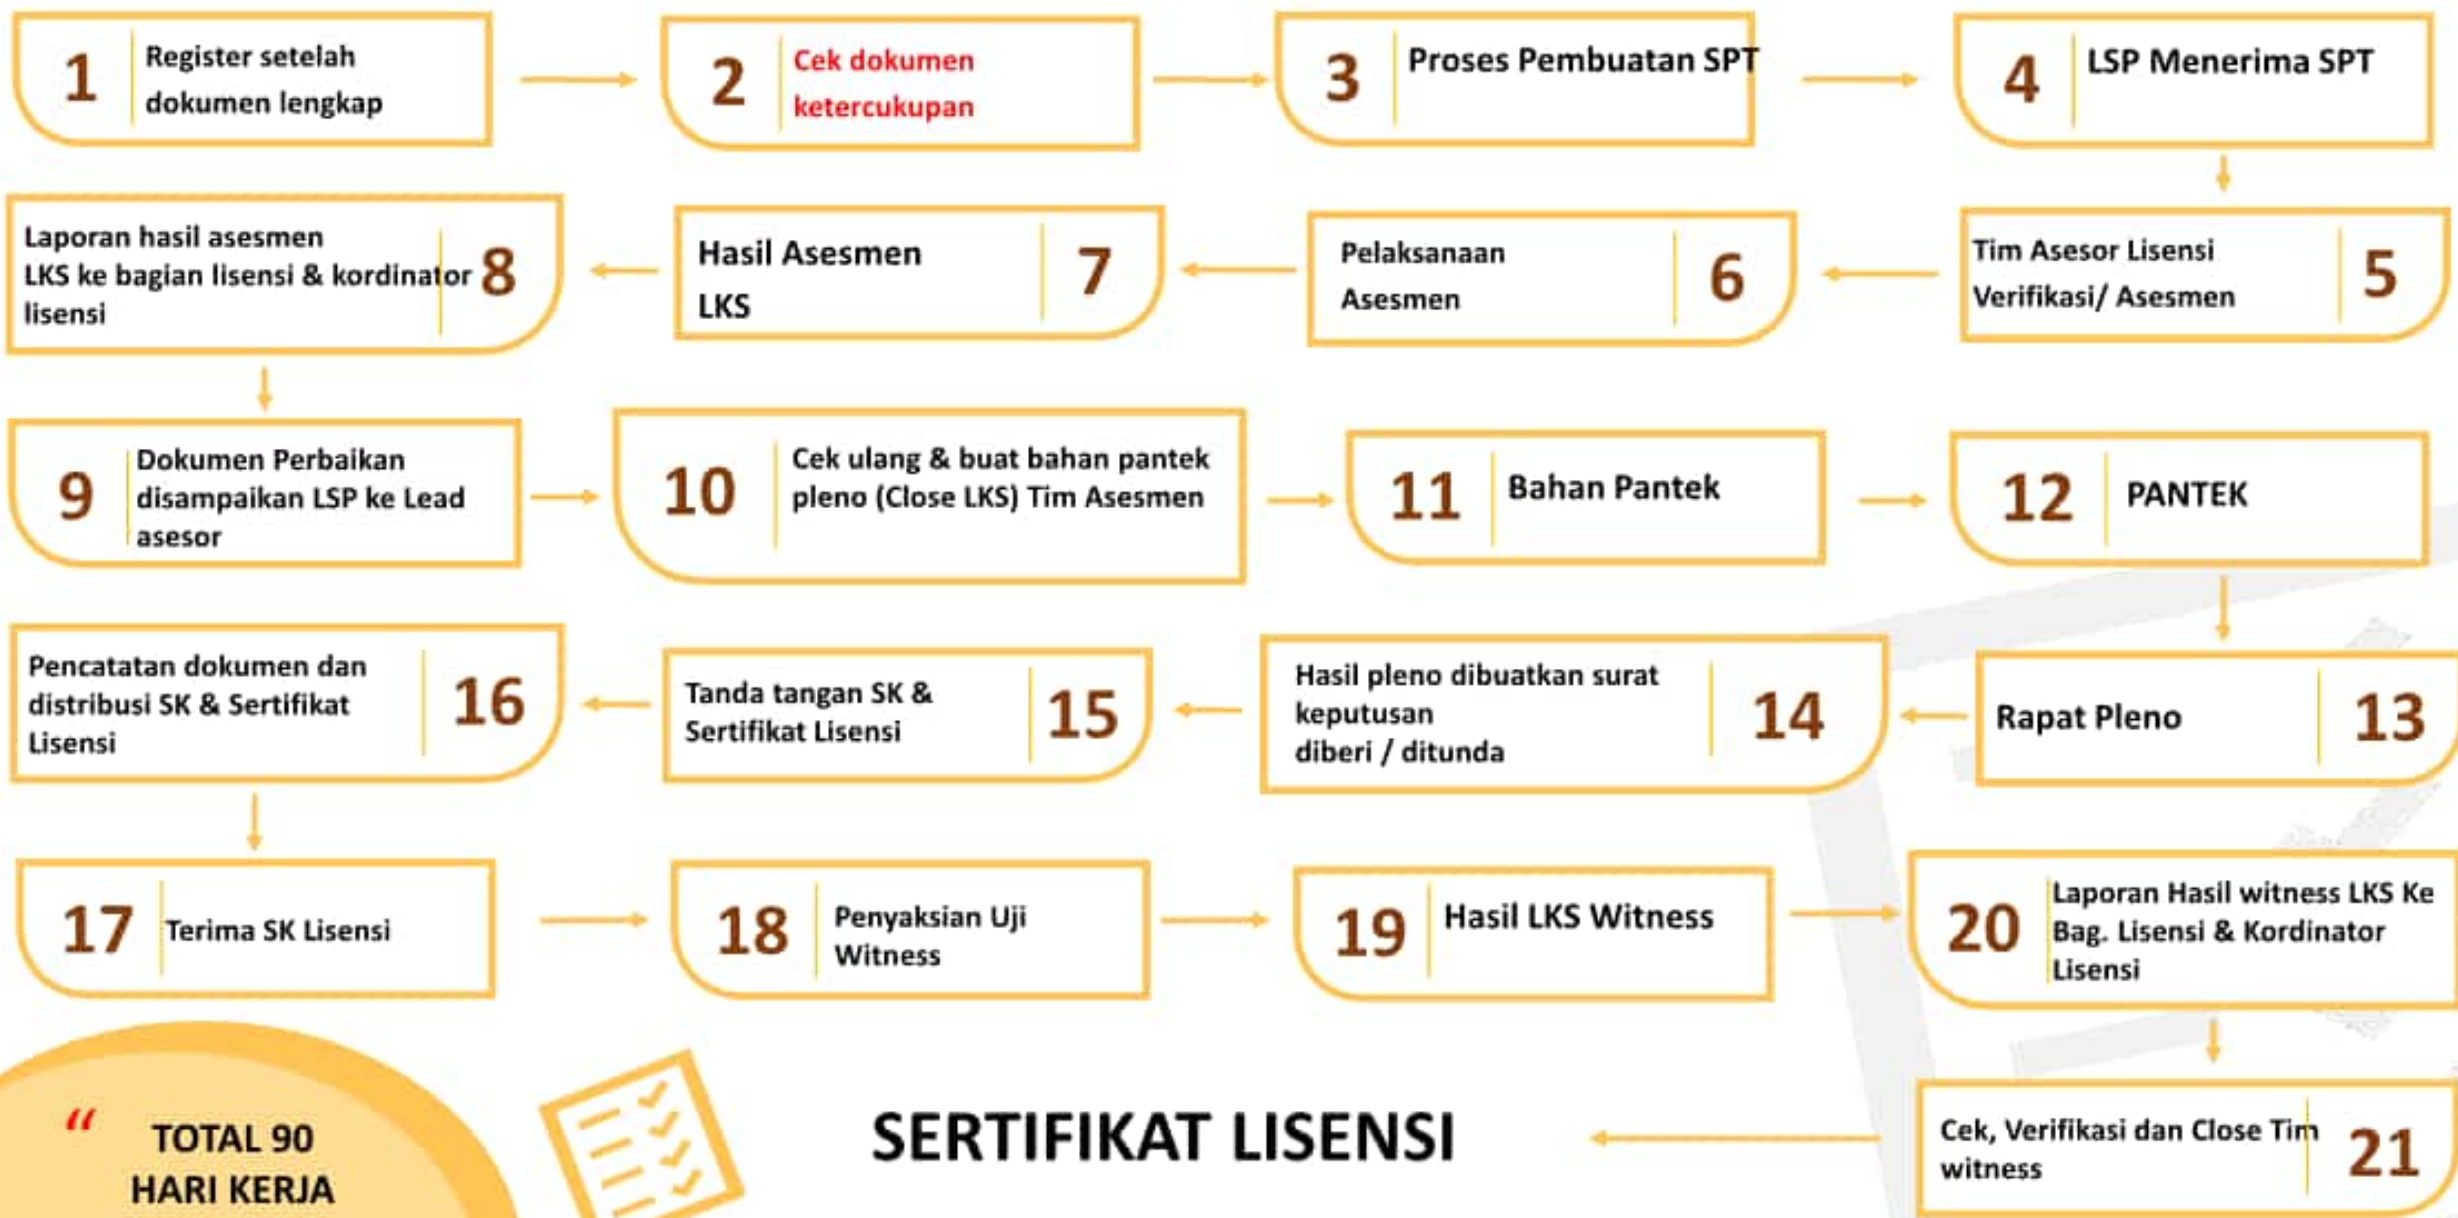 1
Register setelah
dokumen lengkap
2
Cek dokumen
ketercukupan
3
Proses Pembuatan SPT
4
LSP Menerima SPT
Tim Asesor Lisensi
Verifikasi/ Asesmen
5
Pelaksanaan
Asesmen
6
Hasil Asesmen
LKS
7
Laporan hasil asesmen
LKS ke bagian lisensi & kordinator
lisensi
8
9
Dokumen Perbaikan
disampaikan LSP ke Lead
asesor
10
Cek ulang & buat bahan pantek
pleno (Close LKS) Tim Asesmen
11
Bahan Pantek
12
PANTEK
Rapat Pleno
13
Hasil pleno dibuatkan surat
keputusan
diberi / ditunda
14
Tanda tangan SK &
Sertifikat Lisensi
15
Pencatatan dokumen dan
distribusi SK & Sertifikat
Lisensi
16
17
Terima SK Lisensi
18
Penyaksian Uji
Witness
19
Hasil LKS Witness
20
Laporan Hasil witness LKS Ke
Bag. Lisensi & Kordinator
Lisensi
Cek, Verifikasi dan Close Tim
witness
21
SERTIFIKAT LISENSI
“
TOTAL 90
HARI KERJA